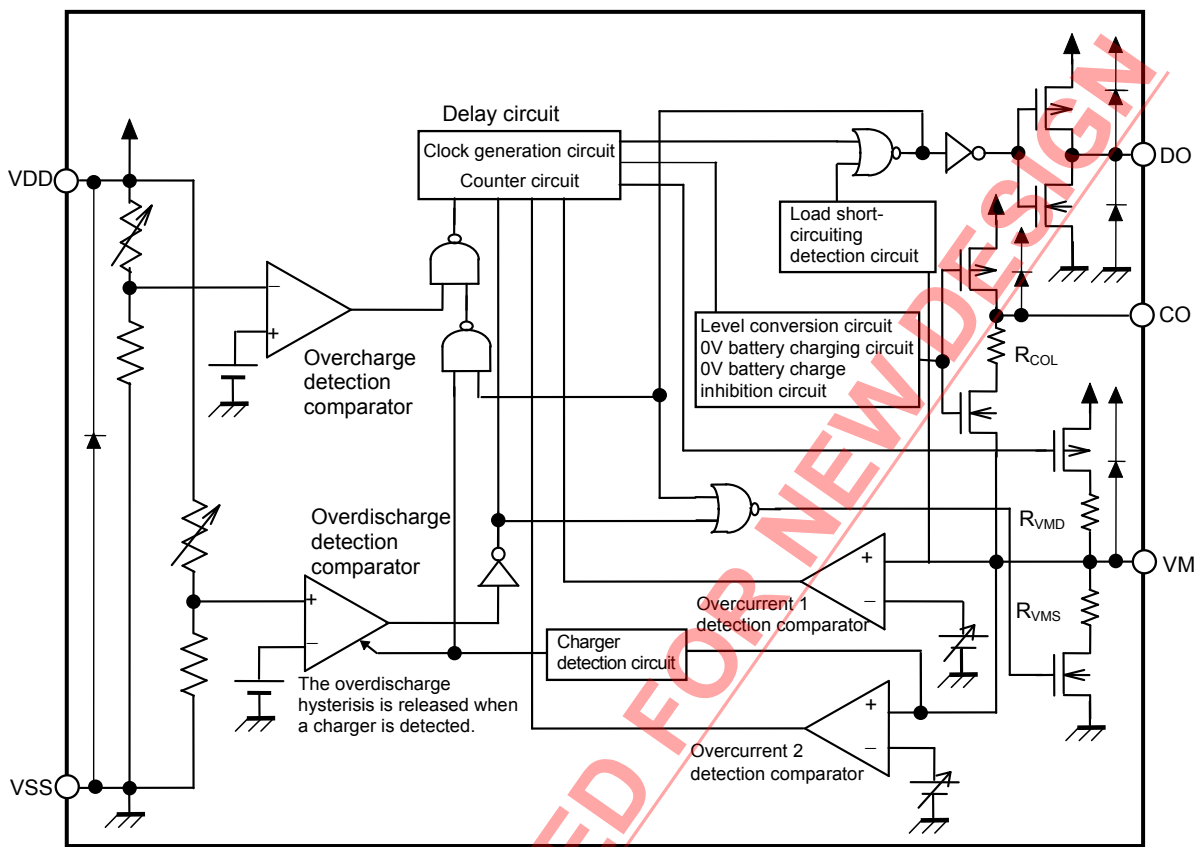 Delay circuit
Clock generation circuit
Counter circuit
VDD
DO
Load short-
circuiting
detection circuit
CO
Level conversion circuit
0V battery charging circuit
0V battery charge
inhibition circuit
RCOL
Overcharge
detection
comparator
Overdischarge
detection
comparator
RVMD
VM
Overcurrent 1
detection comparator
RVMS
Charger
detection circuit
The overdischarge
hysterisis is released when
a charger is detected.
Overcurrent 2
detection comparator
VSS
+
−
+
−
+
−
+
−
ED FOR NEW DESIGN